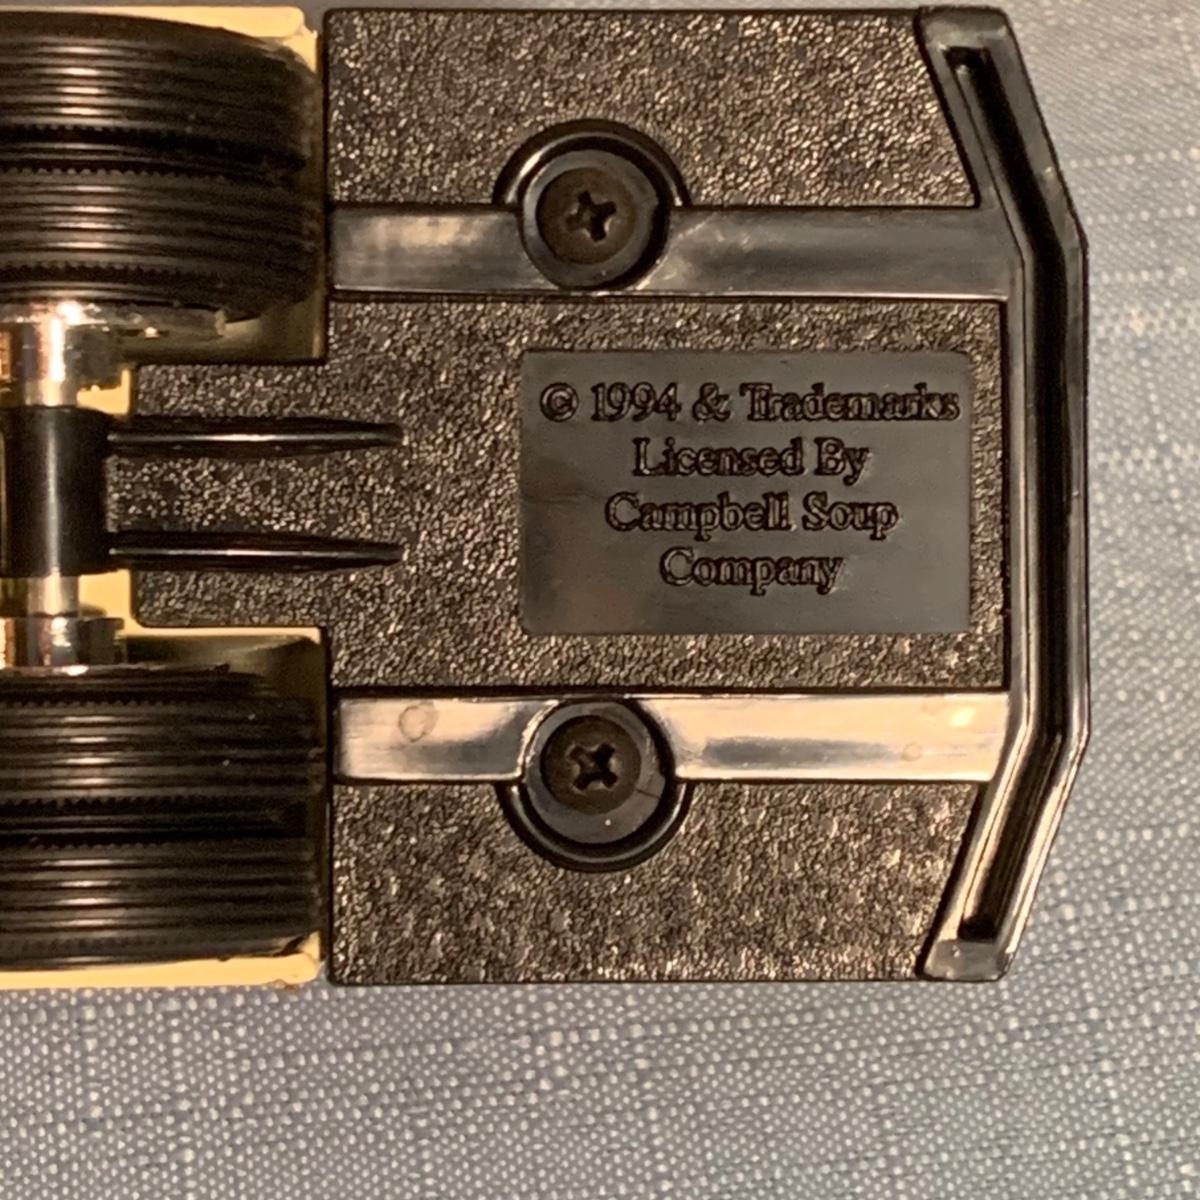 © 1994 & Trademarks
Licensed By
Campbell Soup
Company